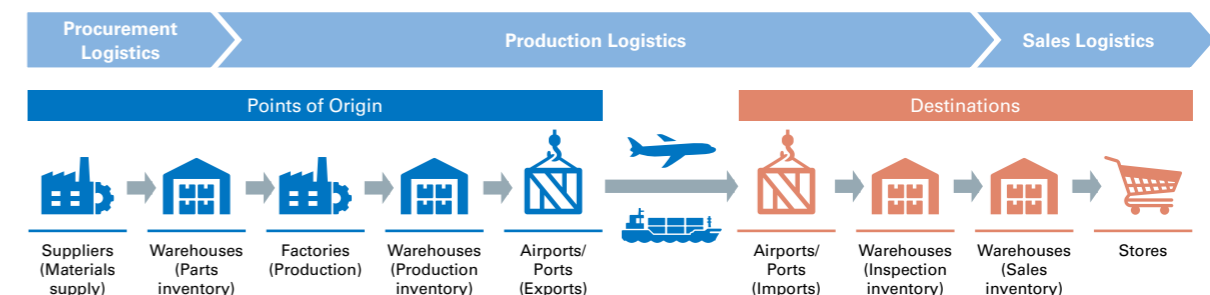 Procurement
Logistics
Production Logistics
Sales Logistics
Points of Origin
Destinations
Suppliers
(Materials
supply)
Warehouses
(Parts
inventory)
Factories
(Production)
Warehouses
(Production
inventory)
Airports/
Ports
(Exports)
Airports/
Ports
(Imports)
Warehouses
(Inspection
inventory)
Warehouses
(Sales
inventory)
Stores